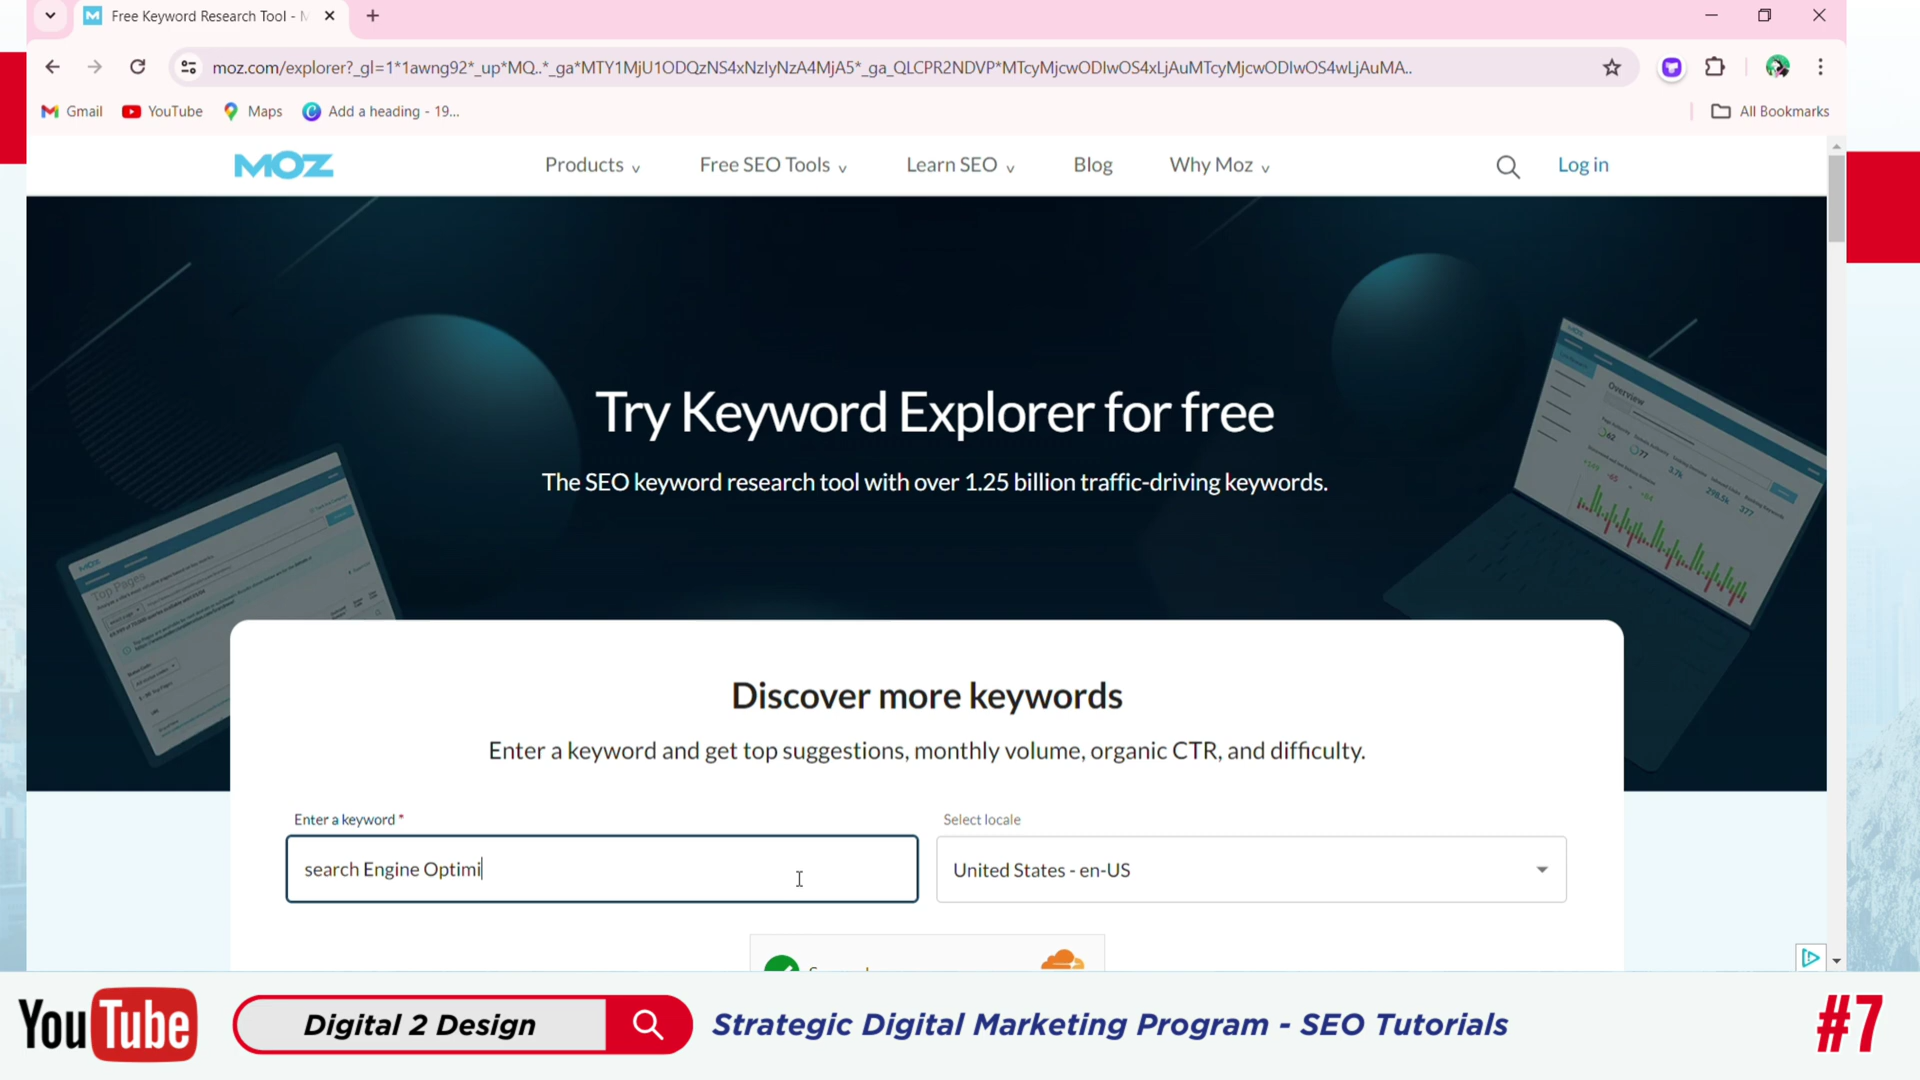 Free Keyword Research Tool - M
moz.com/explorer?_gl=1*1awng92*_up*MQ..*_ga*MTY1MjU1ODQzNS4xNzIyNzA4MjA5*_ga_QLCPR2NDVP*MTcyMjcwODIwOS4xLjAuMTcyMjcwODIwOS4wLjAuMA..
Gmail YouTube Maps Add a heading - 19... All Bookmarks
MOZ Products Free SEO Tools Learn SEO Blog Why Moz Log in
Try Keyword Explorer for free
The SEO keyword research tool with over 1.25 billion traffic-driving keywords.
Overview
Top Pages
Discover more keywords
Enter a keyword and get top suggestions, monthly volume, organic CTR, and difficulty.
Enter a keyword * Select locale
search Engine Optimi United States - en-US
YouTube Digital 2 Design Strategic Digital Marketing Program - SEO Tutorials #7